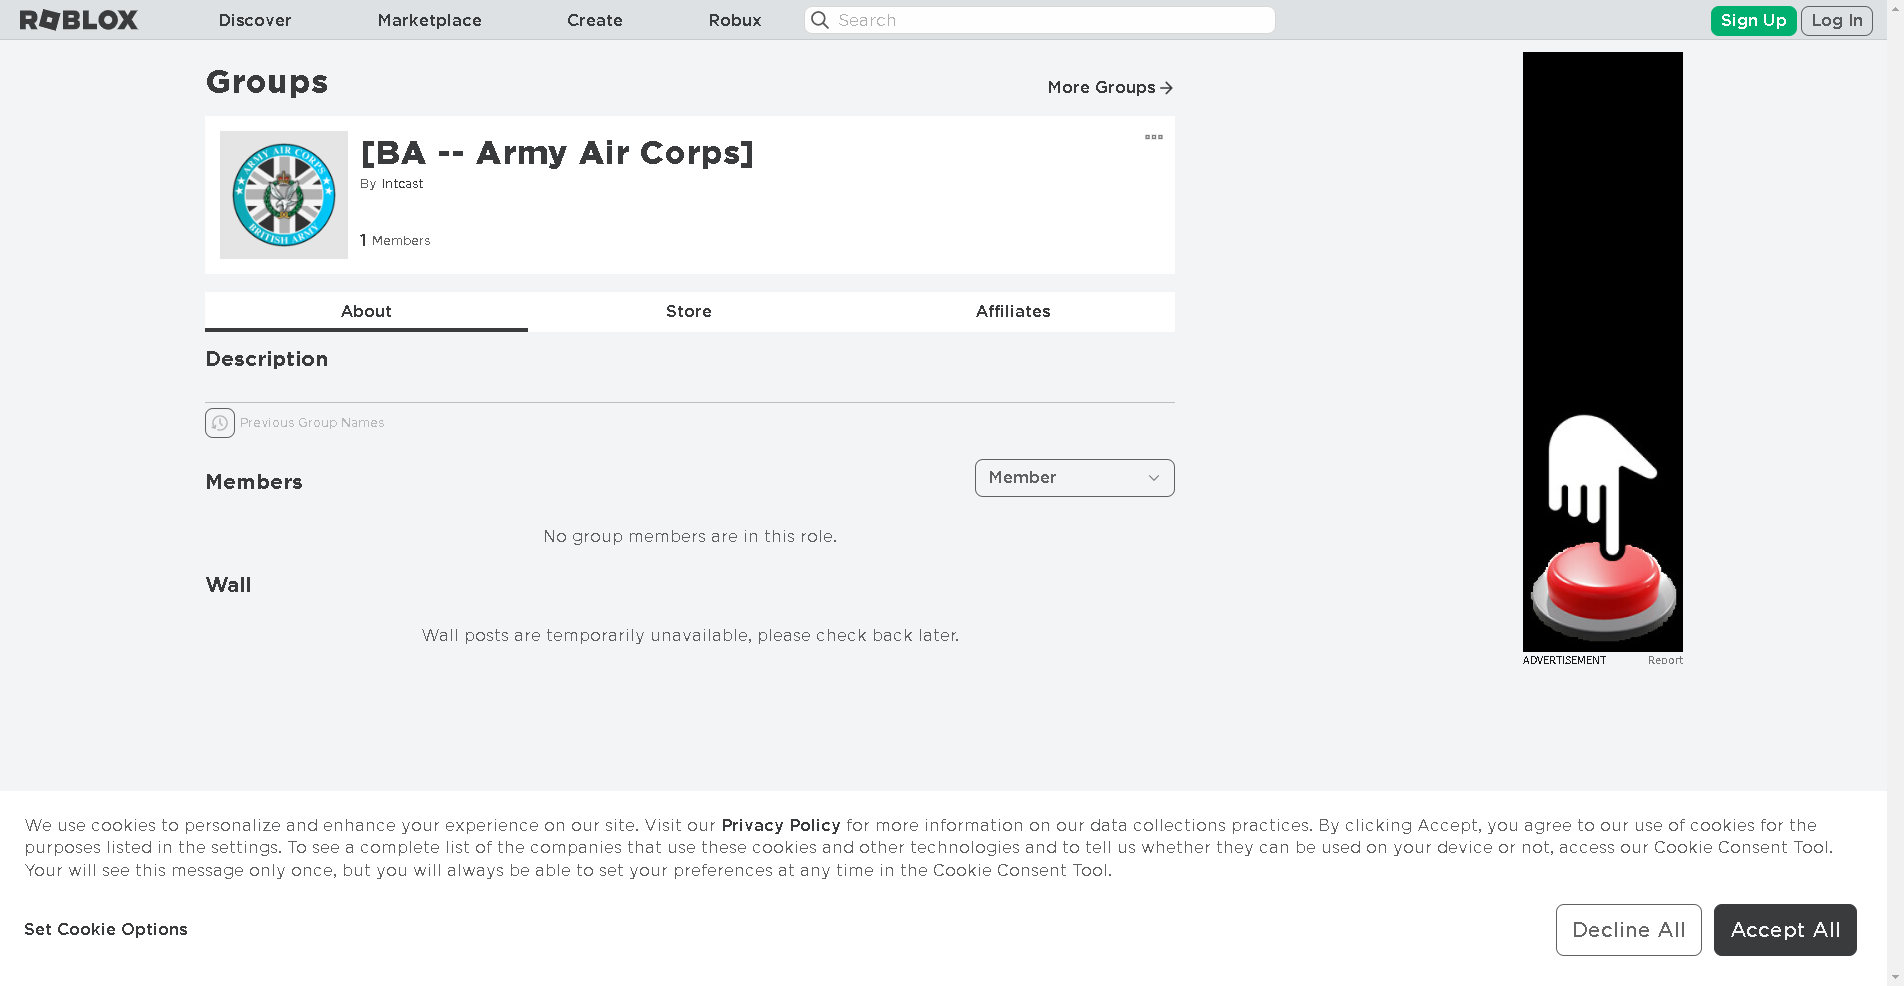 ROBLOX Discover Marketplace Create Robux Search Sign Up Log In
Groups
More Groups
[BA -- Army Air Corps]
By Intcast
1 Members
ARMY AIR CORPS
BRITISH ARMY
About Store Affiliates
Description
Previous Group Names
Members
Member
No group members are in this role.
Wall
Wall posts are temporarily unavailable, please check back later.
ADVERTISEMENT Report
We use cookies to personalize and enhance your experience on our site. Visit our Privacy Policy for more information on our data collections practices. By clicking Accept, you agree to our use of cookies for the
purposes listed in the settings. To see a complete list of the companies that use these cookies and other technologies and to tell us whether they can be used on your device or not, access our Cookie Consent Tool.
Your will see this message only once, but you will always be able to set your preferences at any time in the Cookie Consent Tool.
Set Cookie Options
Decline All
Accept All